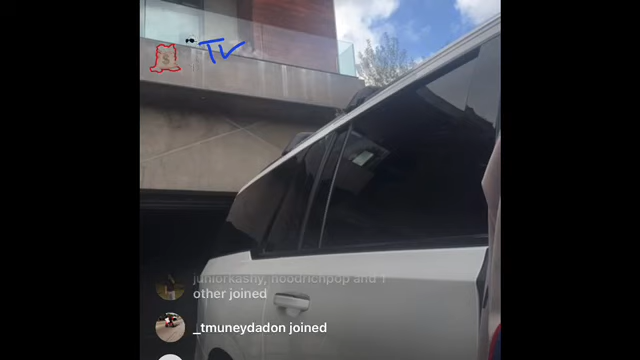 TV
$
juniorkashy, hoodrichpop and 1
other joined
_tmuneydadon joined